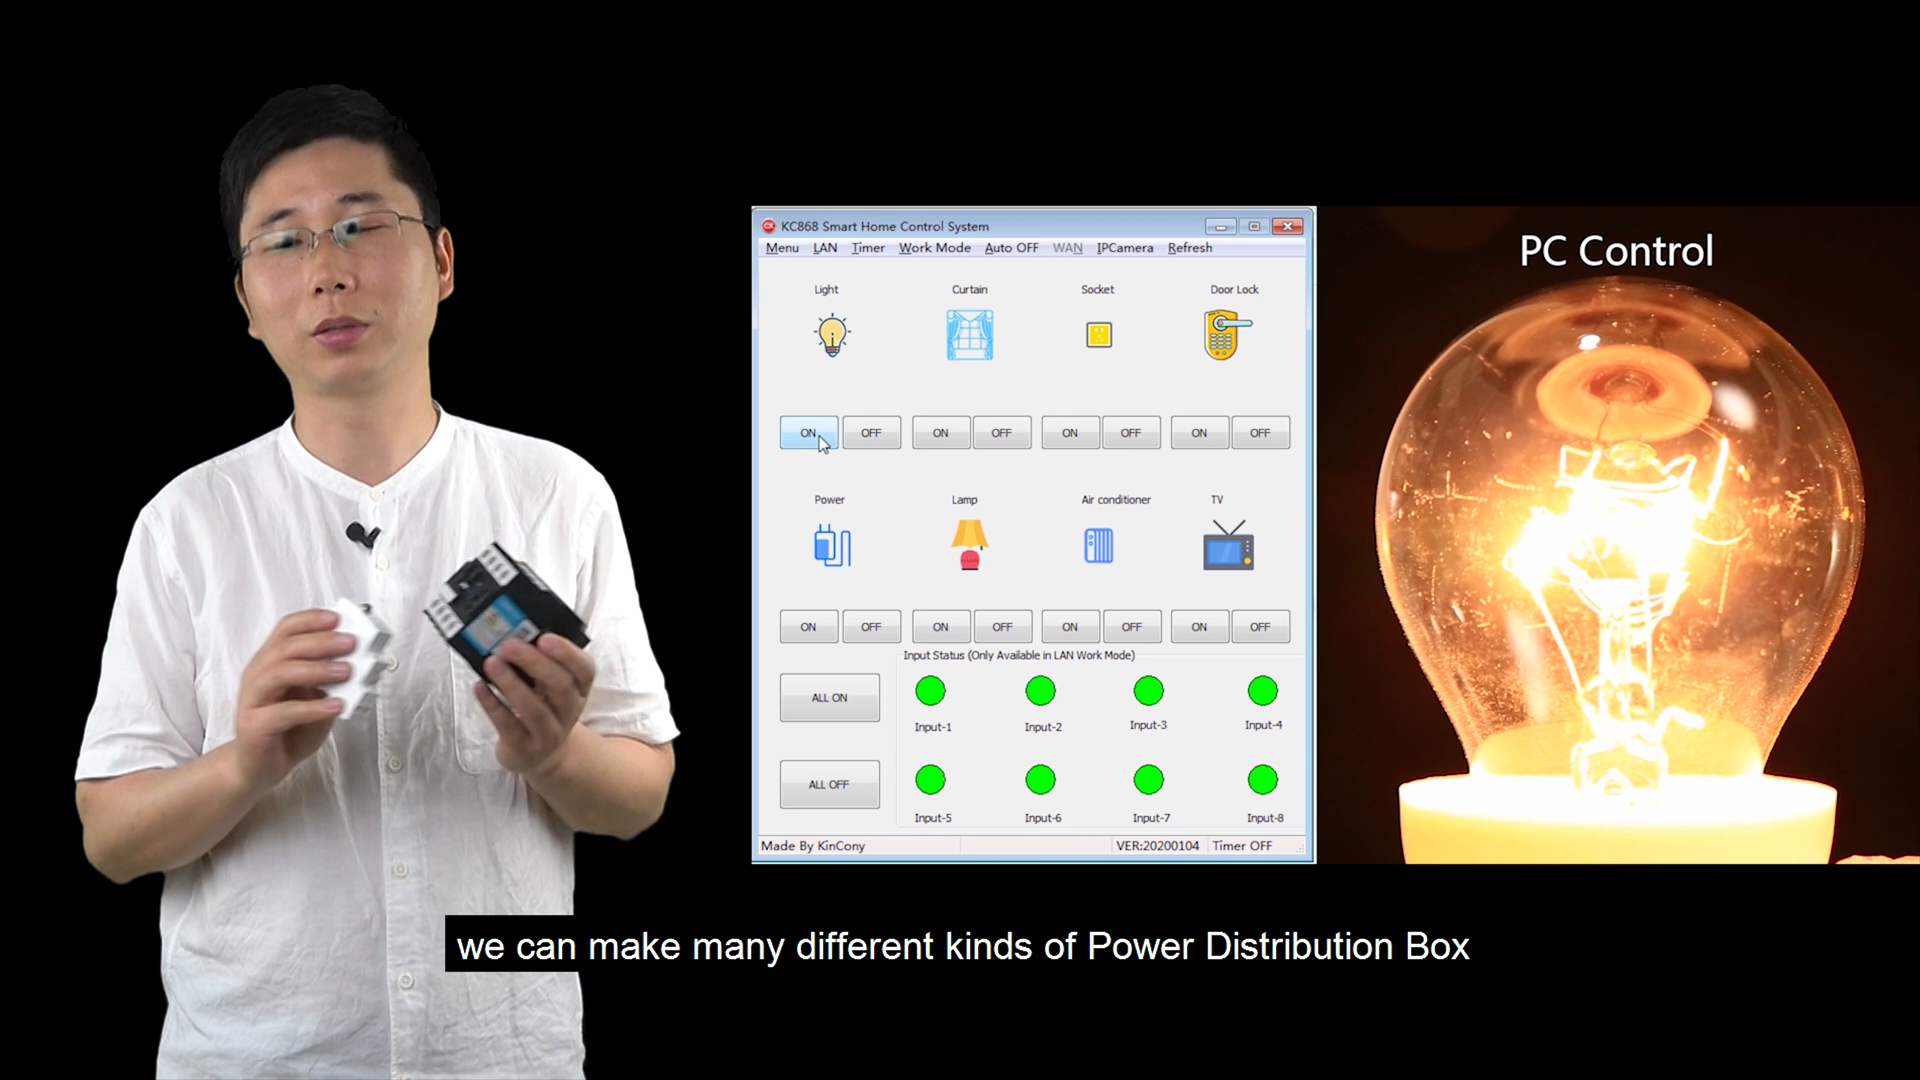 KC868 Smart Home Control System
PC Control
Menu LAN Timer Work Mode Auto OFF WAN IPCamera Refresh
Light Curtain Socket Door Lock
ON OFF ON OFF ON OFF ON OFF
Power Lamp Air conditioner TV
ON OFF ON OFF ON OFF ON OFF
Input Status (Only Available in LAN Work Mode)
ALL ON
Input-1 Input-2 Input-3 Input-4
ALL OFF
Input-5 Input-6 Input-7 Input-8
Made By KinCony VER:20200104 Timer OFF
we can make many different kinds of Power Distribution Box